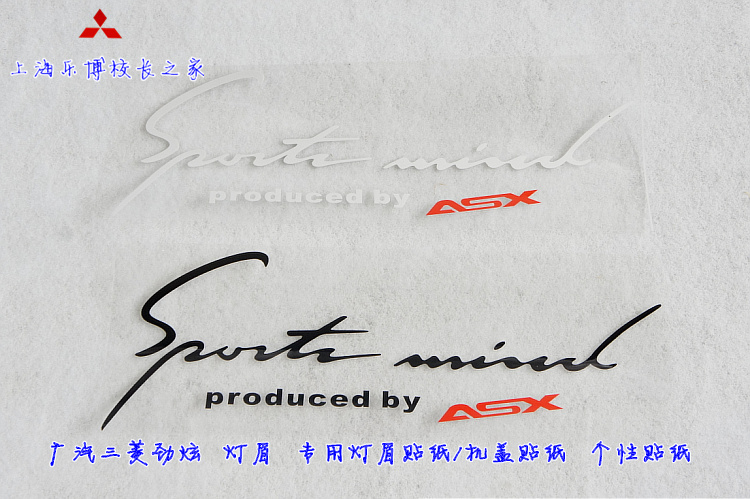 上海乐博校长之家
Sports mind
produced by ASX
Sports mind
produced by ASX
广汽三菱劲炫 灯眉 专用灯眉贴纸/机盖贴纸 个性贴纸